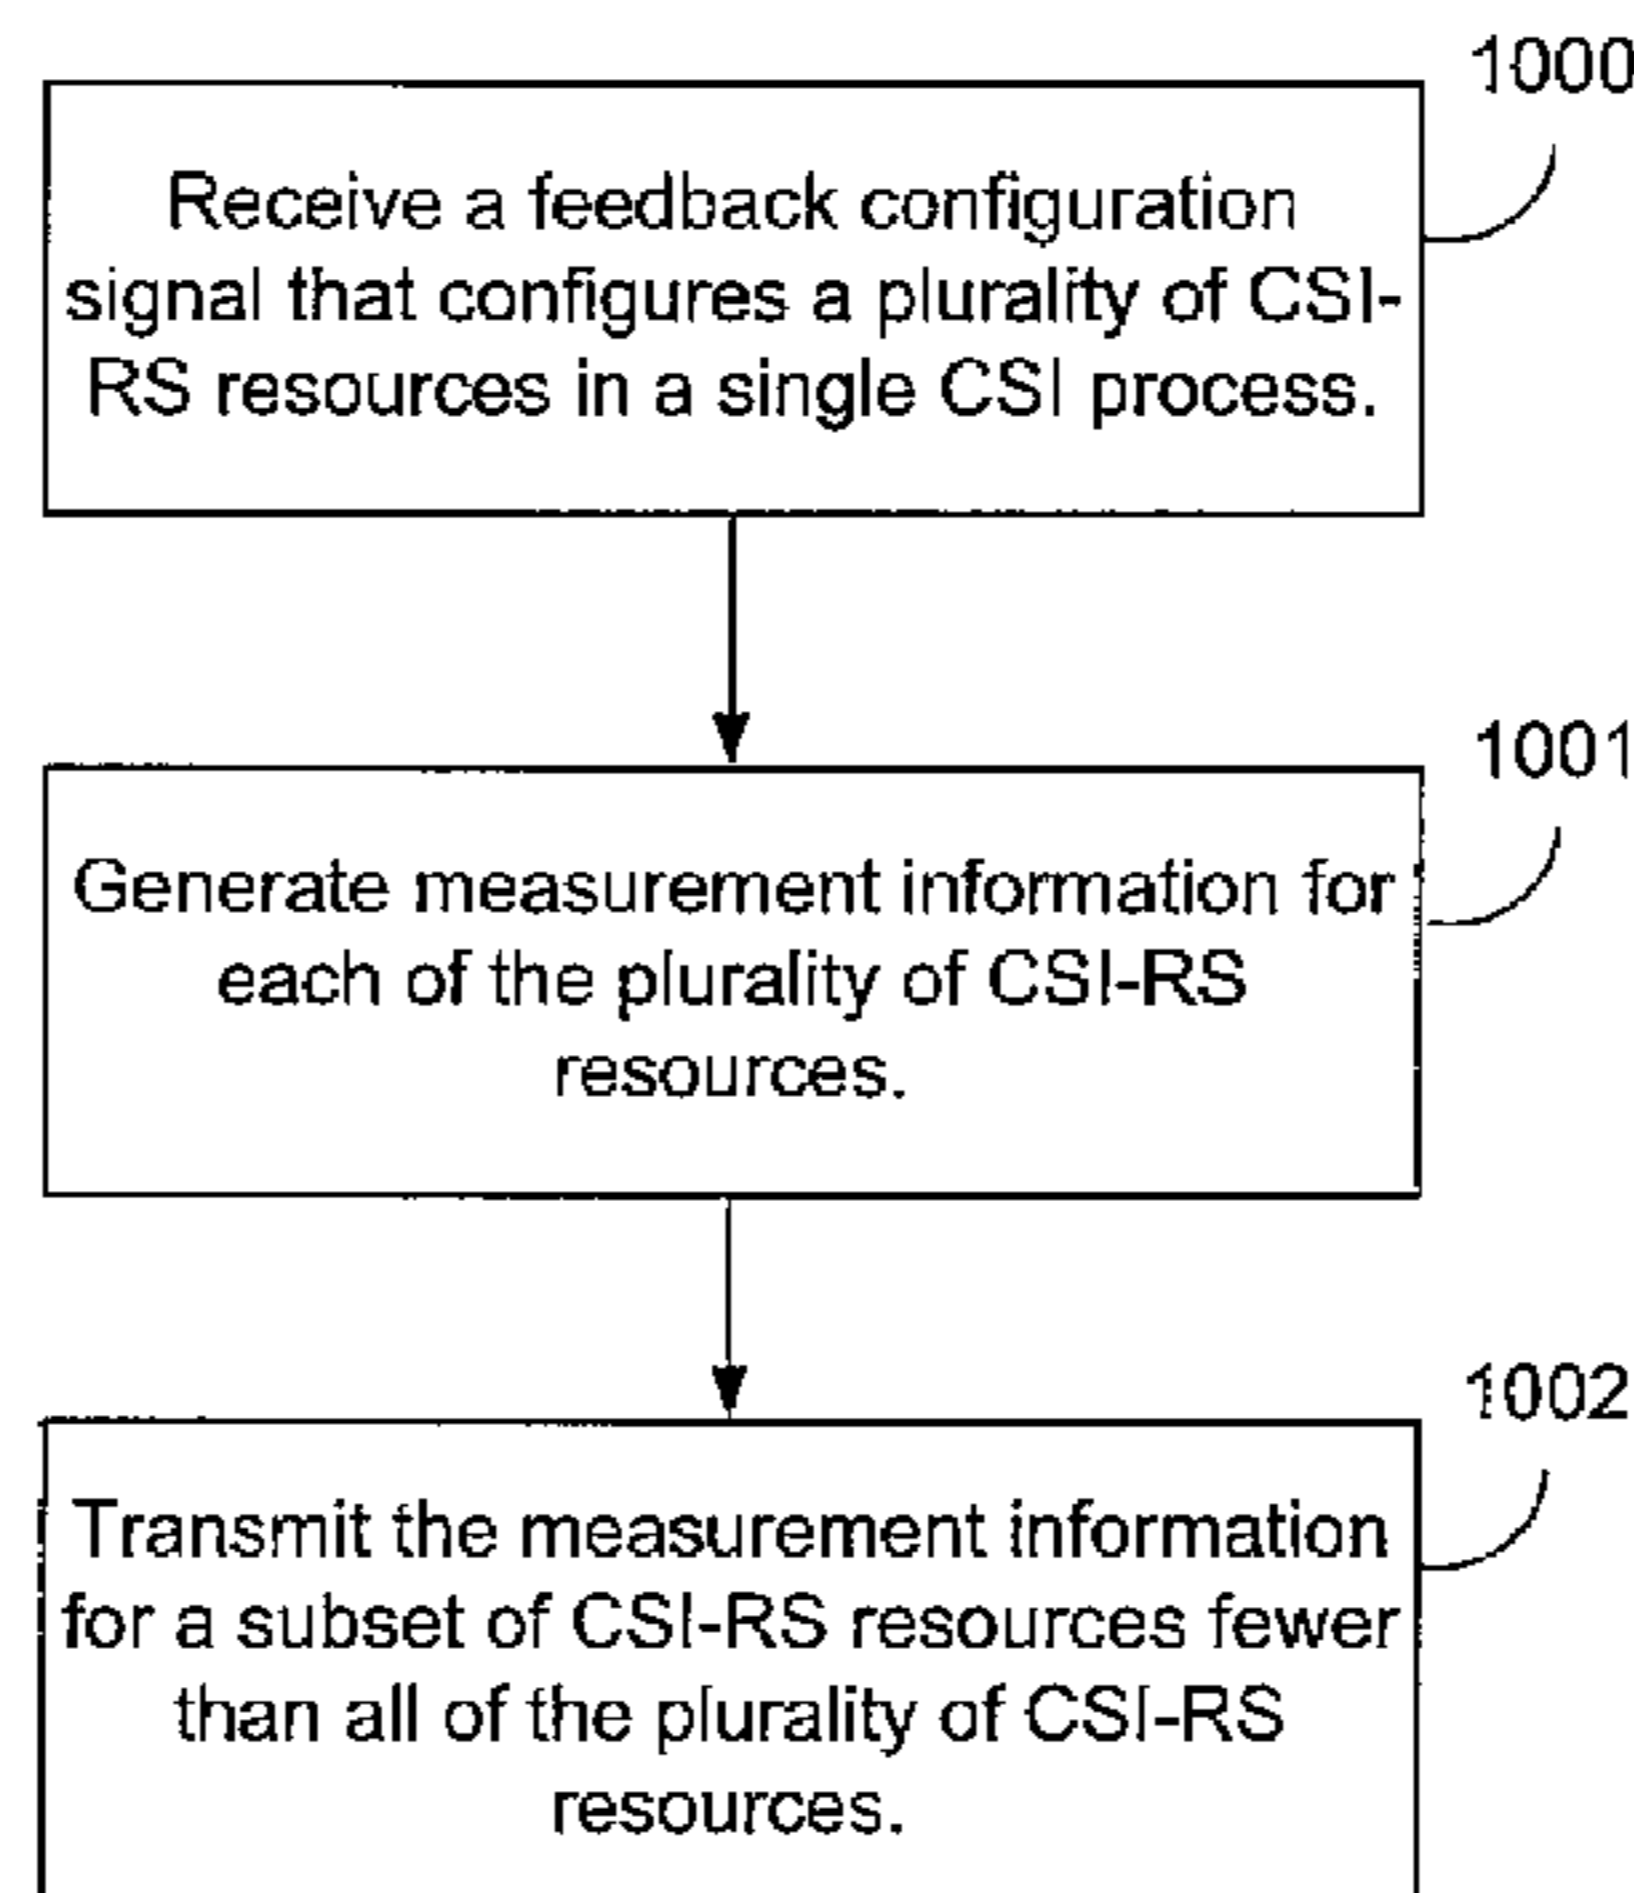 1000
Receive a feedback configuration
signal that configures a plurality of CSI-
RS resources in a single CSI process.
1001
Generate measurement information for
each of the plurality of CSI-RS
resources.
1002
Transmit the measurement information
for a subset of CSI-RS resources fewer
than all of the plurality of CSI-RS
resources.